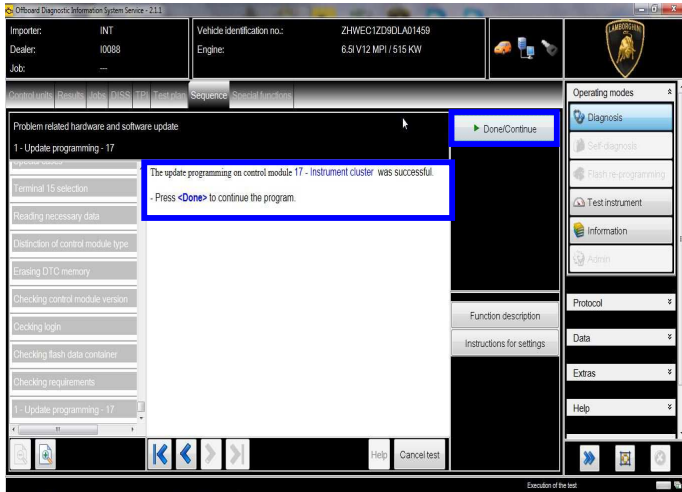 Offboard Diagnostic Information System Service - 2.1.1
Importer: INT
Dealer: I0088
Job: ---
Vehicle identification no.: ZHWEC1ZD9DLA01459
Engine: 6.5l V12 MPI / 515 KW
LAMBORGHINI
Control units Results Jobs DISS TPI Test plan Sequence Special functions
Problem related hardware and software update
1 - Update programming - 17
Terminal 15 selection
Reading necessary data
Distinction of control module type
Erasing DTC memory
Checking control module version
Cecking login
Checking flash data container
Checking requirements
1 - Update programming - 17
The update programming on control module 17 - Instrument cluster was successful.
- Press <Done> to continue the program.
Done/Continue
Function description
Instructions for settings
Help
Cancel test
Operating modes
Diagnosis
Self-diagnosis
Flash re-programming
Test instrument
Information
Admin
Protocol
Data
Extras
Help
Execution of the test